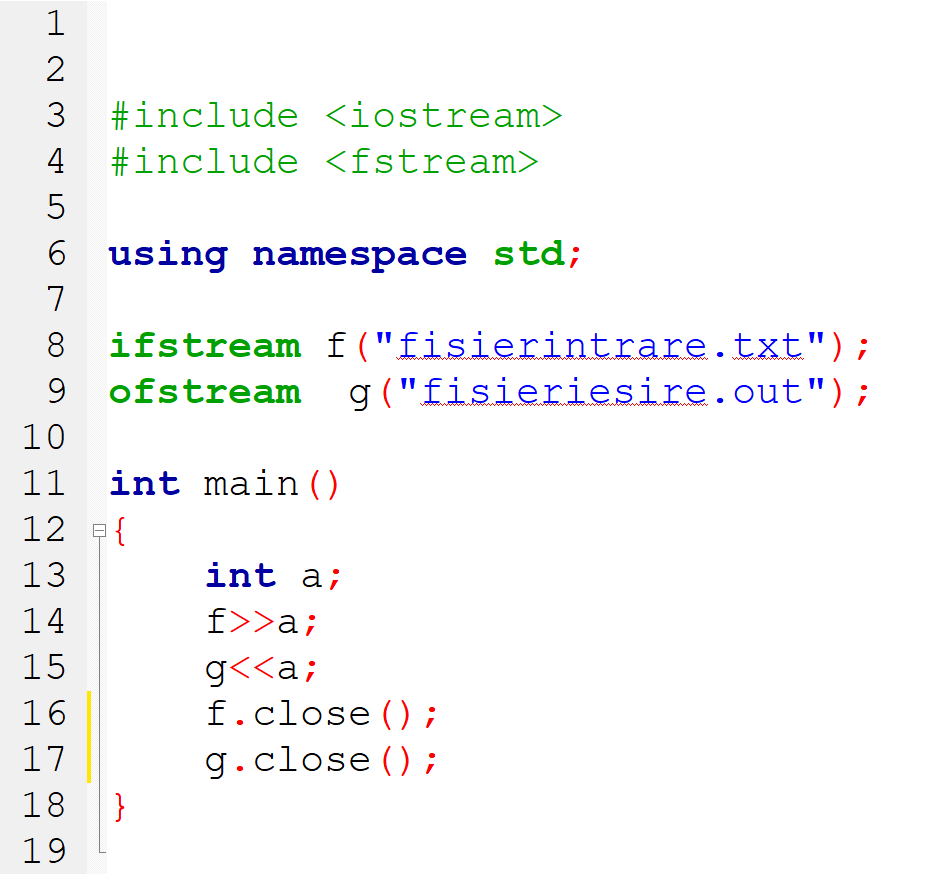 1
2
3 #include <iostream>
4 #include <fstream>
5
6 using namespace std;
7
8 ifstream f("fisierintrare.txt");
9 ofstream  g("fisieriesire.out");
10
11 int main()
12 {
13     int a;
14     f>>a;
15     g<<a;
16     f.close();
17     g.close();
18 }
19